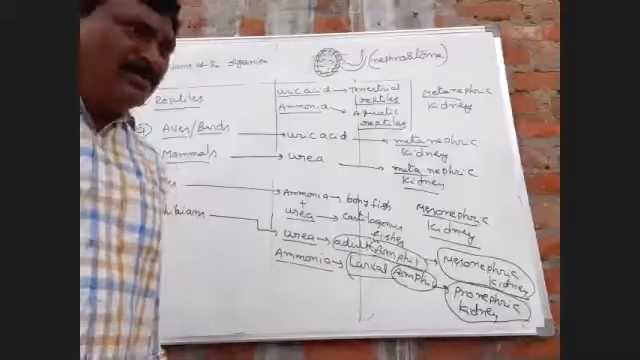 Name of the Organism
(nephrostome)
Reptiles
uric acid → Terrestrial reptiles
Ammonia → Aquatic reptiles
Metanephric kidney
Aves/Birds → uric acid → metanephric kidney
Mammals → urea → metanephric kidney
Ammonia → bony fish
+
urea → cartilagenus fishes
Mesonephric kidney
urea → adult Amphi → Mesonephric kidney
Ammonia → Larval Amphi → Pronephric kidney